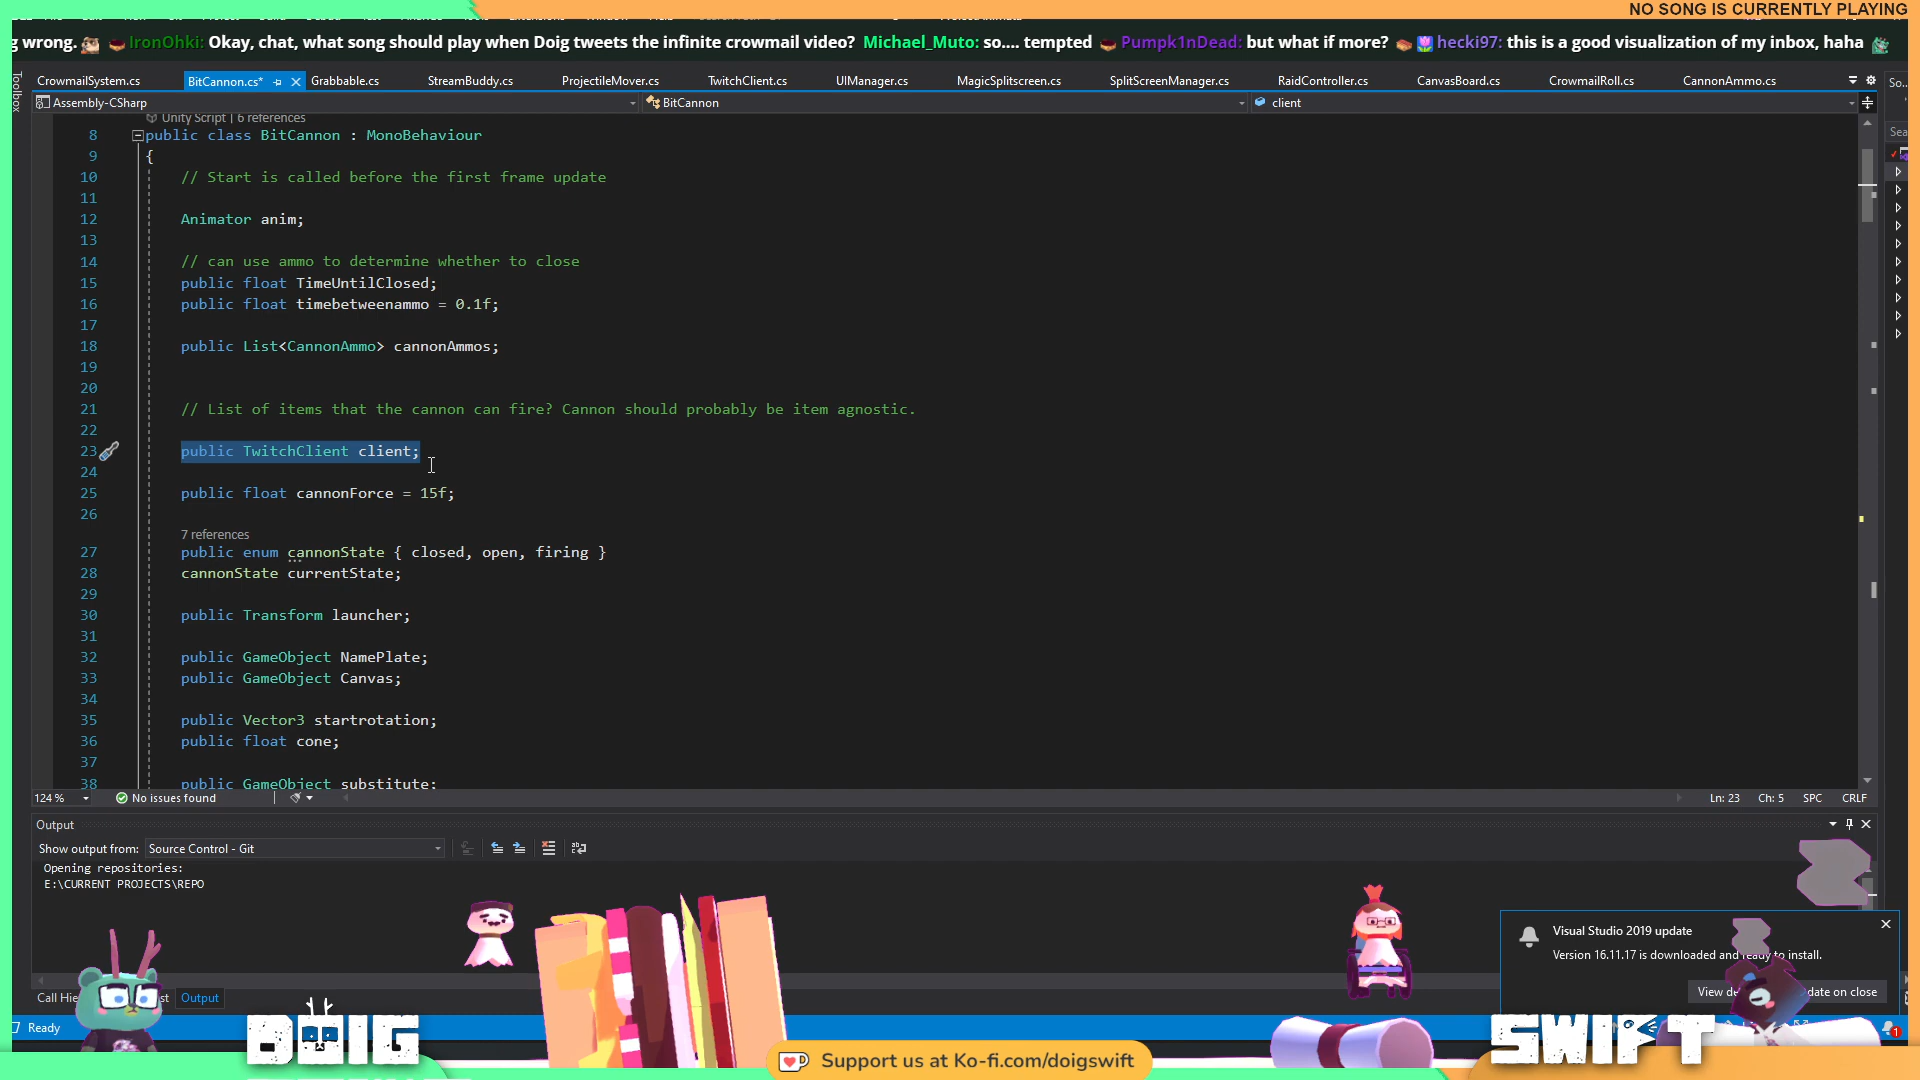 NO SONG IS CURRENTLY PLAYING
g wrong. IronOhki: Okay, chat, what song should play when Doig tweets the infinite crowmail video? Michael_Muto: so.... tempted Pumpk1nDead: but what if more? hecki97: this is a good visualization of my inbox, haha
Toolbox
CrowmailSystem.cs BitCannon.cs* Grabbable.cs StreamBuddy.cs ProjectileMover.cs TwitchClient.cs UIManager.cs MagicSplitscreen.cs SplitScreenManager.cs RaidController.cs CanvasBoard.cs CrowmailRoll.cs CannonAmmo.cs So...
Assembly-CSharp BitCannon client
Sea
Unity Script | 6 references
8 public class BitCannon : MonoBehaviour
9 {
10 // Start is called before the first frame update
11
12 Animator anim;
13
14 // can use ammo to determine whether to close
15 public float TimeUntilClosed;
16 public float timebetweenammo = 0.1f;
17
18 public List<CannonAmmo> cannonAmmos;
19
20
21 // List of items that the cannon can fire? Cannon should probably be item agnostic.
22
23 public TwitchClient client;
24
25 public float cannonForce = 15f;
26
7 references
27 public enum cannonState { closed, open, firing }
28 cannonState currentState;
29
30 public Transform launcher;
31
32 public GameObject NamePlate;
33 public GameObject Canvas;
34
35 public Vector3 startrotation;
36 public float cone;
37
38 public GameObject substitute;
124 % No issues found Ln: 23 Ch: 5 SPC CRLF
Output
Show output from: Source Control - Git
Opening repositories:
E:\CURRENT PROJECTS\REPO
Visual Studio 2019 update
Version 16.11.17 is downloaded and ready to install.
View de date on close
Call Hie st Output
Ready
1
DOIG
SWIFT
Support us at Ko-fi.com/doigswift